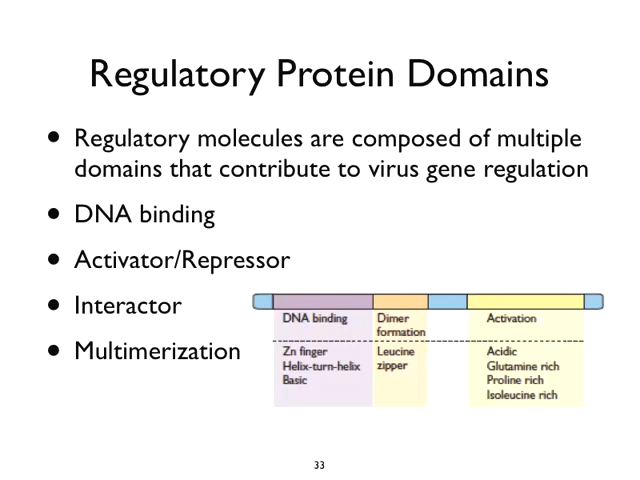 Regulatory Protein Domains
• Regulatory molecules are composed of multiple
domains that contribute to virus gene regulation
• DNA binding
• Activator/Repressor
• Interactor
• Multimerization
DNA binding
Dimer
formation
Activation
Zn finger
Helix-turn-helix
Basic
Leucine
zipper
Acidic
Glutamine rich
Proline rich
Isoleucine rich
33